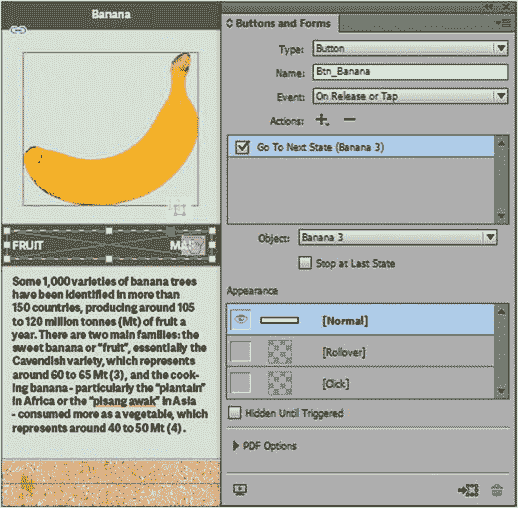 Banana
FRUIT
Some 1,000 varieties of banana trees
have been identified in more than
150 countries, producing around 105
to 120 million tonnes (Mt) of fruit a
year. There are two main families: the
sweet banana or “fruit”, essentially the
Cavendish variety, which represents
around 60 to 65 Mt (3), and the cook-
ing banana - particularly the “plantain”
in Africa or the “pisang awak” in Asia
- consumed more as a vegetable, which
represents around 40 to 50 Mt (4).
Buttons and Forms
Type: Button
Name: Btn_Banana
Event: On Release or Tap
Actions:
Go To Next State (Banana 3)
Object: Banana 3
Stop at Last State
Appearance
[Normal]
[Rollover]
[Click]
Hidden Until Triggered
PDF Options